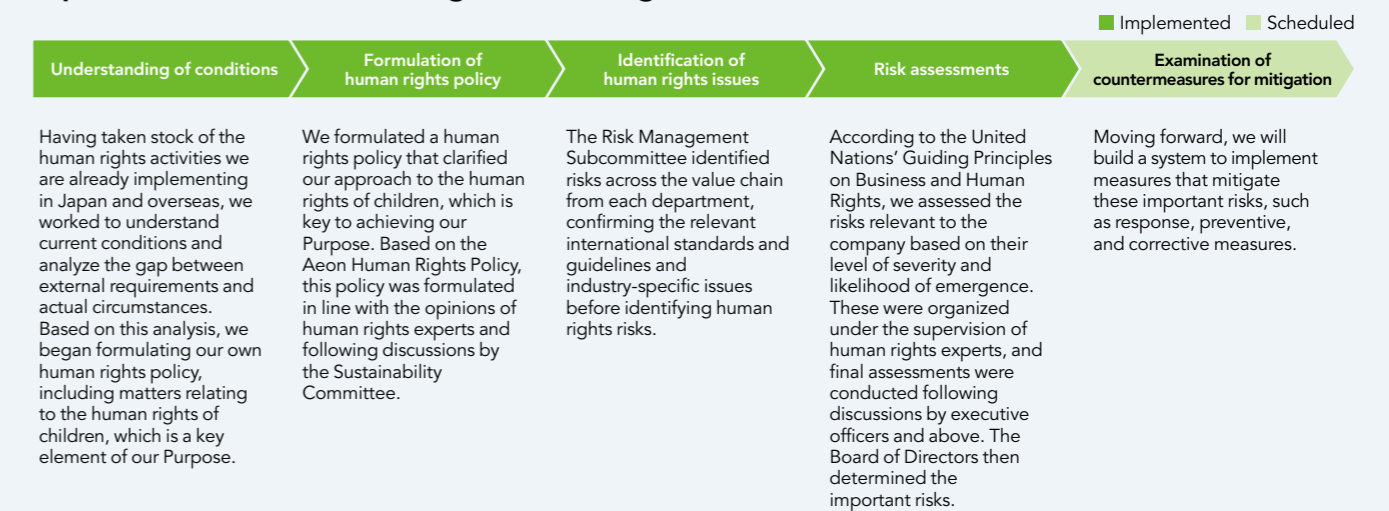 Implemented
Scheduled
Understanding of conditions
Formulation of
human rights policy
Identification of
human rights issues
Risk assessments
Examination of
countermeasures for mitigation
Having taken stock of the
human rights activities we
are already implementing
in Japan and overseas, we
worked to understand
current conditions and
analyze the gap between
external requirements and
actual circumstances.
Based on this analysis, we
began formulating our own
human rights policy,
including matters relating
to the human rights of
children, which is a key
element of our Purpose.
We formulated a human
rights policy that clarified
our approach to the human
rights of children, which is
key to achieving our
Purpose. Based on the
Aeon Human Rights Policy,
this policy was formulated
in line with the opinions of
human rights experts and
following discussions by
the Sustainability
Committee.
The Risk Management
Subcommittee identified
risks across the value chain
from each department,
confirming the relevant
international standards and
guidelines and
industry-specific issues
before identifying human
rights risks.
According to the United
Nations' Guiding Principles
on Business and Human
Rights, we assessed the
risks relevant to the
company based on their
level of severity and
likelihood of emergence.
These were organized
under the supervision of
human rights experts, and
final assessments were
conducted following
discussions by executive
officers and above. The
Board of Directors then
determined the
important risks.
Moving forward, we will
build a system to implement
measures that mitigate
these important risks, such
as response, preventive,
and corrective measures.